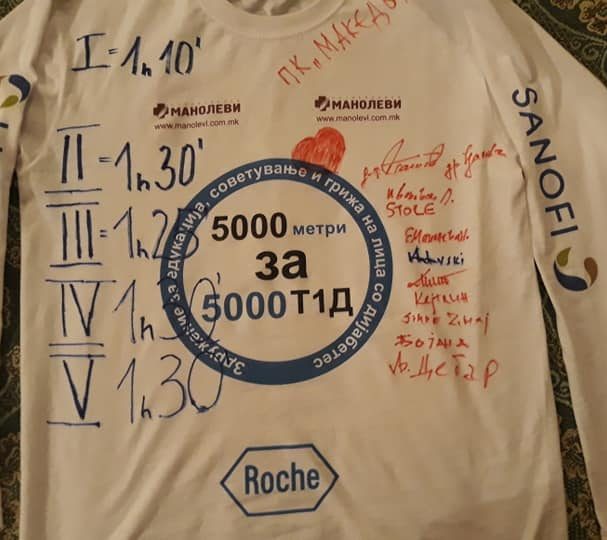 I = 1h 10'
ПК „МАКЕДО
МАНОЛЕВИ
www.manolevi.com.mk
МАНОЛЕВИ
www.manolevi.com.mk
II = 1h 30'
III = 1h 25
IV 1h 30'
V 1h 30
Здружение за едукација, советување и грижа на лица со дијабетес
5000 метри
за
5000 Т1Д
STOLE
Бојана
SANOFI
Roche